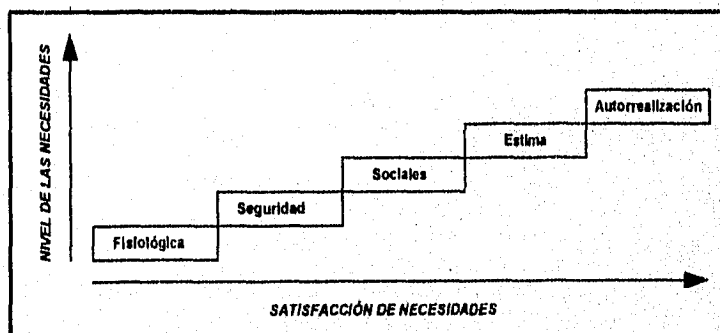 NIVEL DE LAS NECESIDADES
Autorrealización
Estima
Sociales
Seguridad
Fisiológica
SATISFACCIÓN DE NECESIDADES